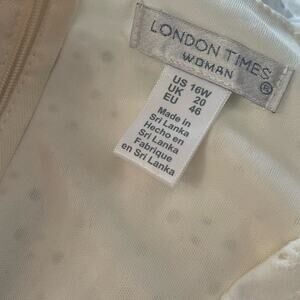 LONDON TIMES
WOMAN
®
US 16W
UK 20
EU 46
Made in
Sri Lanka
Hecho en
Sri Lanka
Fabrique
en Sri Lanka